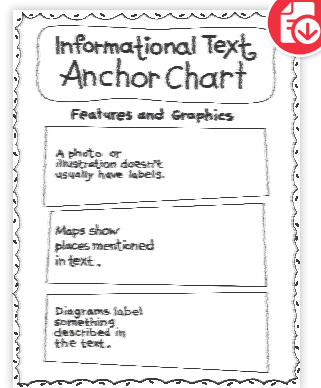 Informational Text
Anchor Chart
Features and Graphics
A photo or
illustration doesn't
usually have labels.
Maps show
places mentioned
in text.
Diagrams label
something
described in
the text.